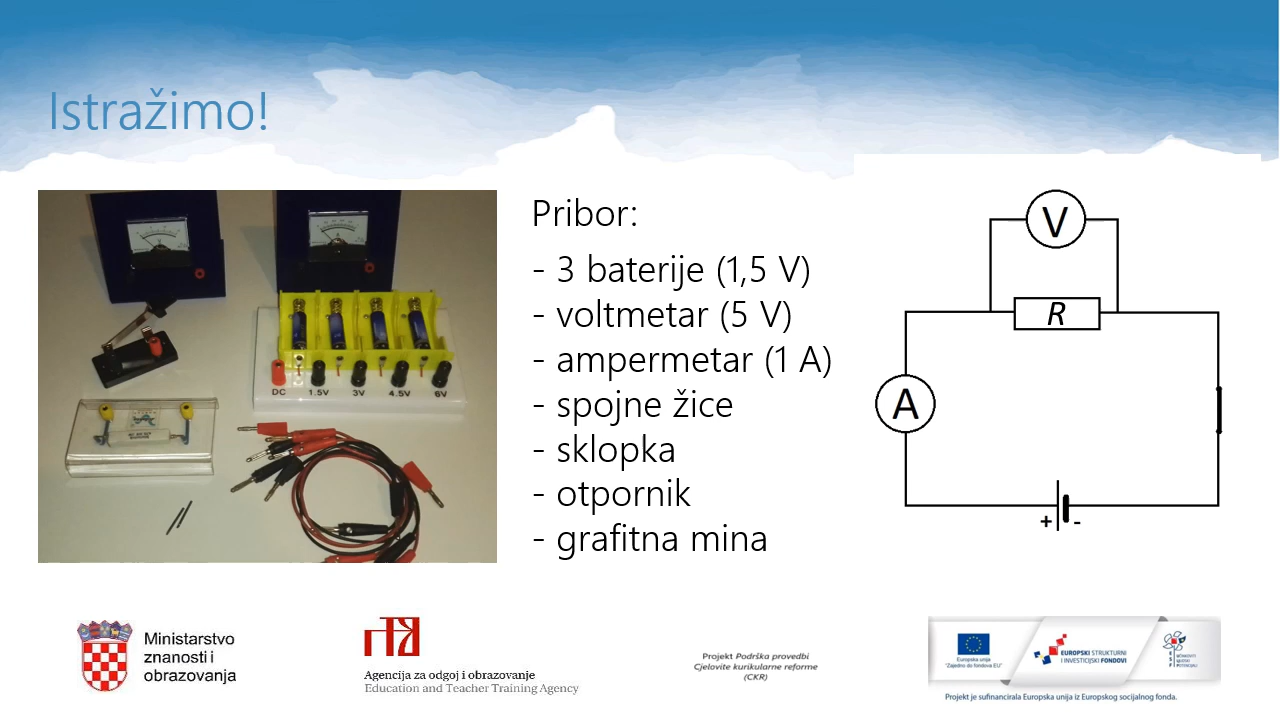 Istražimo!
Pribor:
- 3 baterije (1,5 V)
- voltmetar (5 V)
- ampermetar (1 A)
- spojne žice
- sklopka
- otpornik
- grafitna mina
DC 1.5V 3V 4.5V 6V
V
R
A
+ -
Ministarstvo
znanosti i
obrazovanja
Agencija za odgoj i obrazovanje
Education and Teacher Training Agency
Projekt Podrška provedbi
Cjelovite kurikularne reforme
(CKR)
Europska unija
"Zajedno do fondova EU"
EUROPSKI STRUKTURNI
I INVESTICIJSKI FONDOVI
Projekt je sufinancirala Europska unija iz Europskog socijalnog fonda.